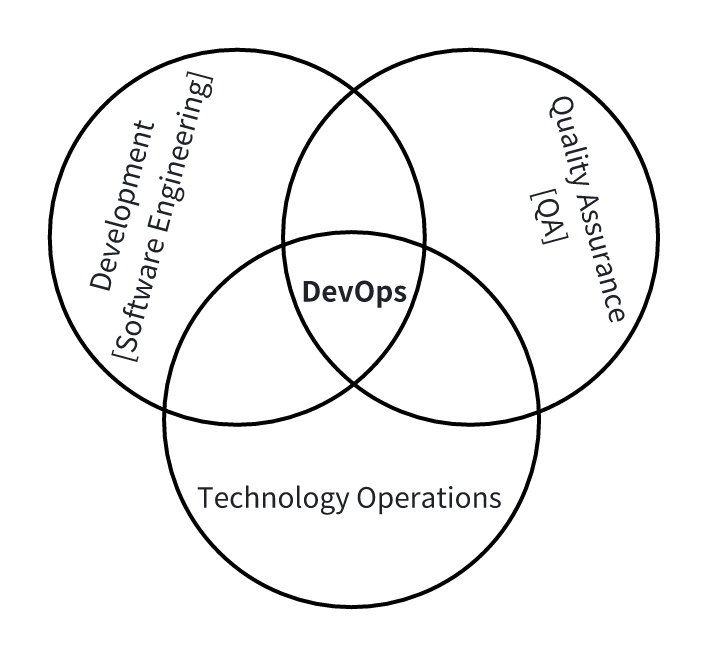 Development
[Software Engineering]
Quality Assurance
[QA]
DevOps
Technology Operations